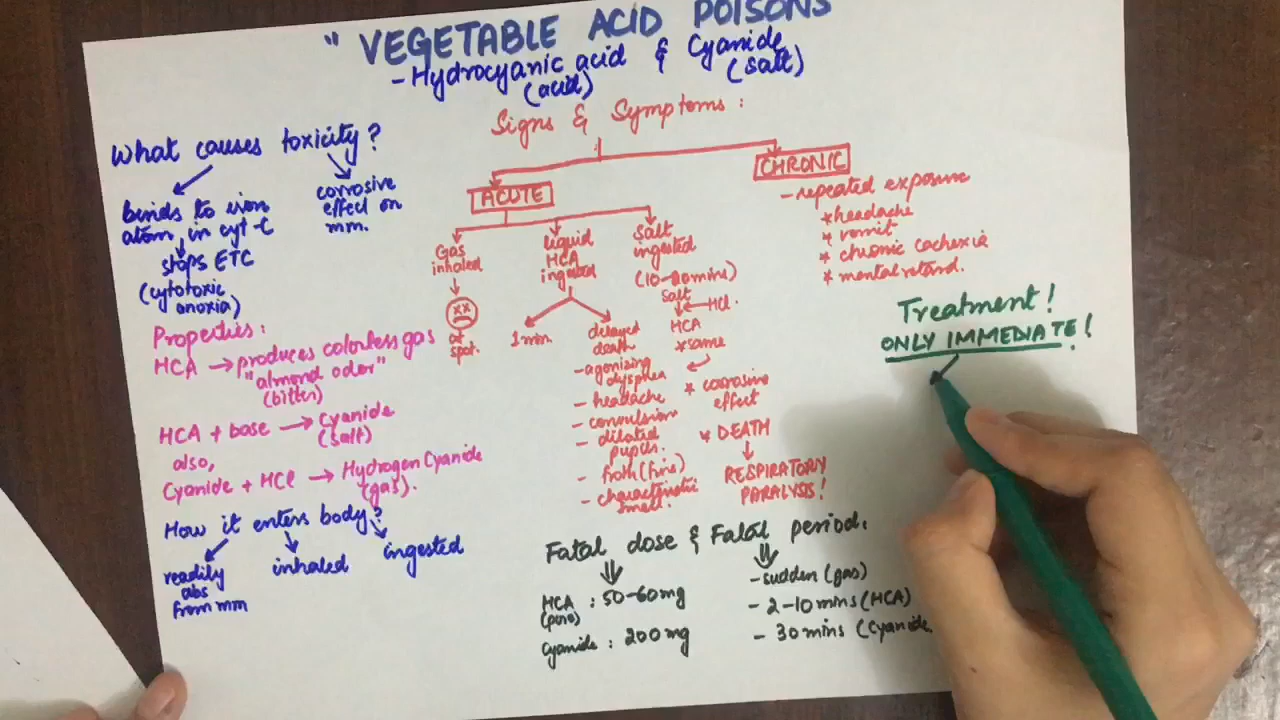 " VEGETABLE ACID POISONS
- Hydrocyanic acid & Cyanide
(acid) (salt)
What causes toxicity?
binds to iron
atom in cyt-C
stops ETC
(cytotoxic
anoxia)
corrosive
effect on
mm.
Properties:
HCA → produces colorless gas
"almond odor"
(bitter)
HCA + base → Cyanide
(salt)
also,
Cyanide + HCl → Hydrogen Cyanide
(gas).
How it enters body?
readily
abs
from mm
inhaled
ingested
Signs & Symptoms:
ACUTE
Gas
inhaled
XX
at
spot.
liquid
HCA
ingested
1 min.
delayed
death
- agonizing
dysphea
- headache
- convulsion
- dilated
pupils.
- froth (fins)
- characteristic
smell.
Salt
ingested
Salt
← HCl.
HCA
* same
* corrosive
effect
* DEATH
RESPIRATORY
PARALYSIS!
CHRONIC
- repeated exposure
* headache
* vomit
* chronic cachexia
* mental retard.
Fatal dose & Fatal period.
HCA : 50-60mg
(pure)
Cyanide : 200 mg
- sudden (gas)
- 2-10 mins (HCA)
- 30 mins (Cyanide
Treatment!
ONLY IMMEDIATE!